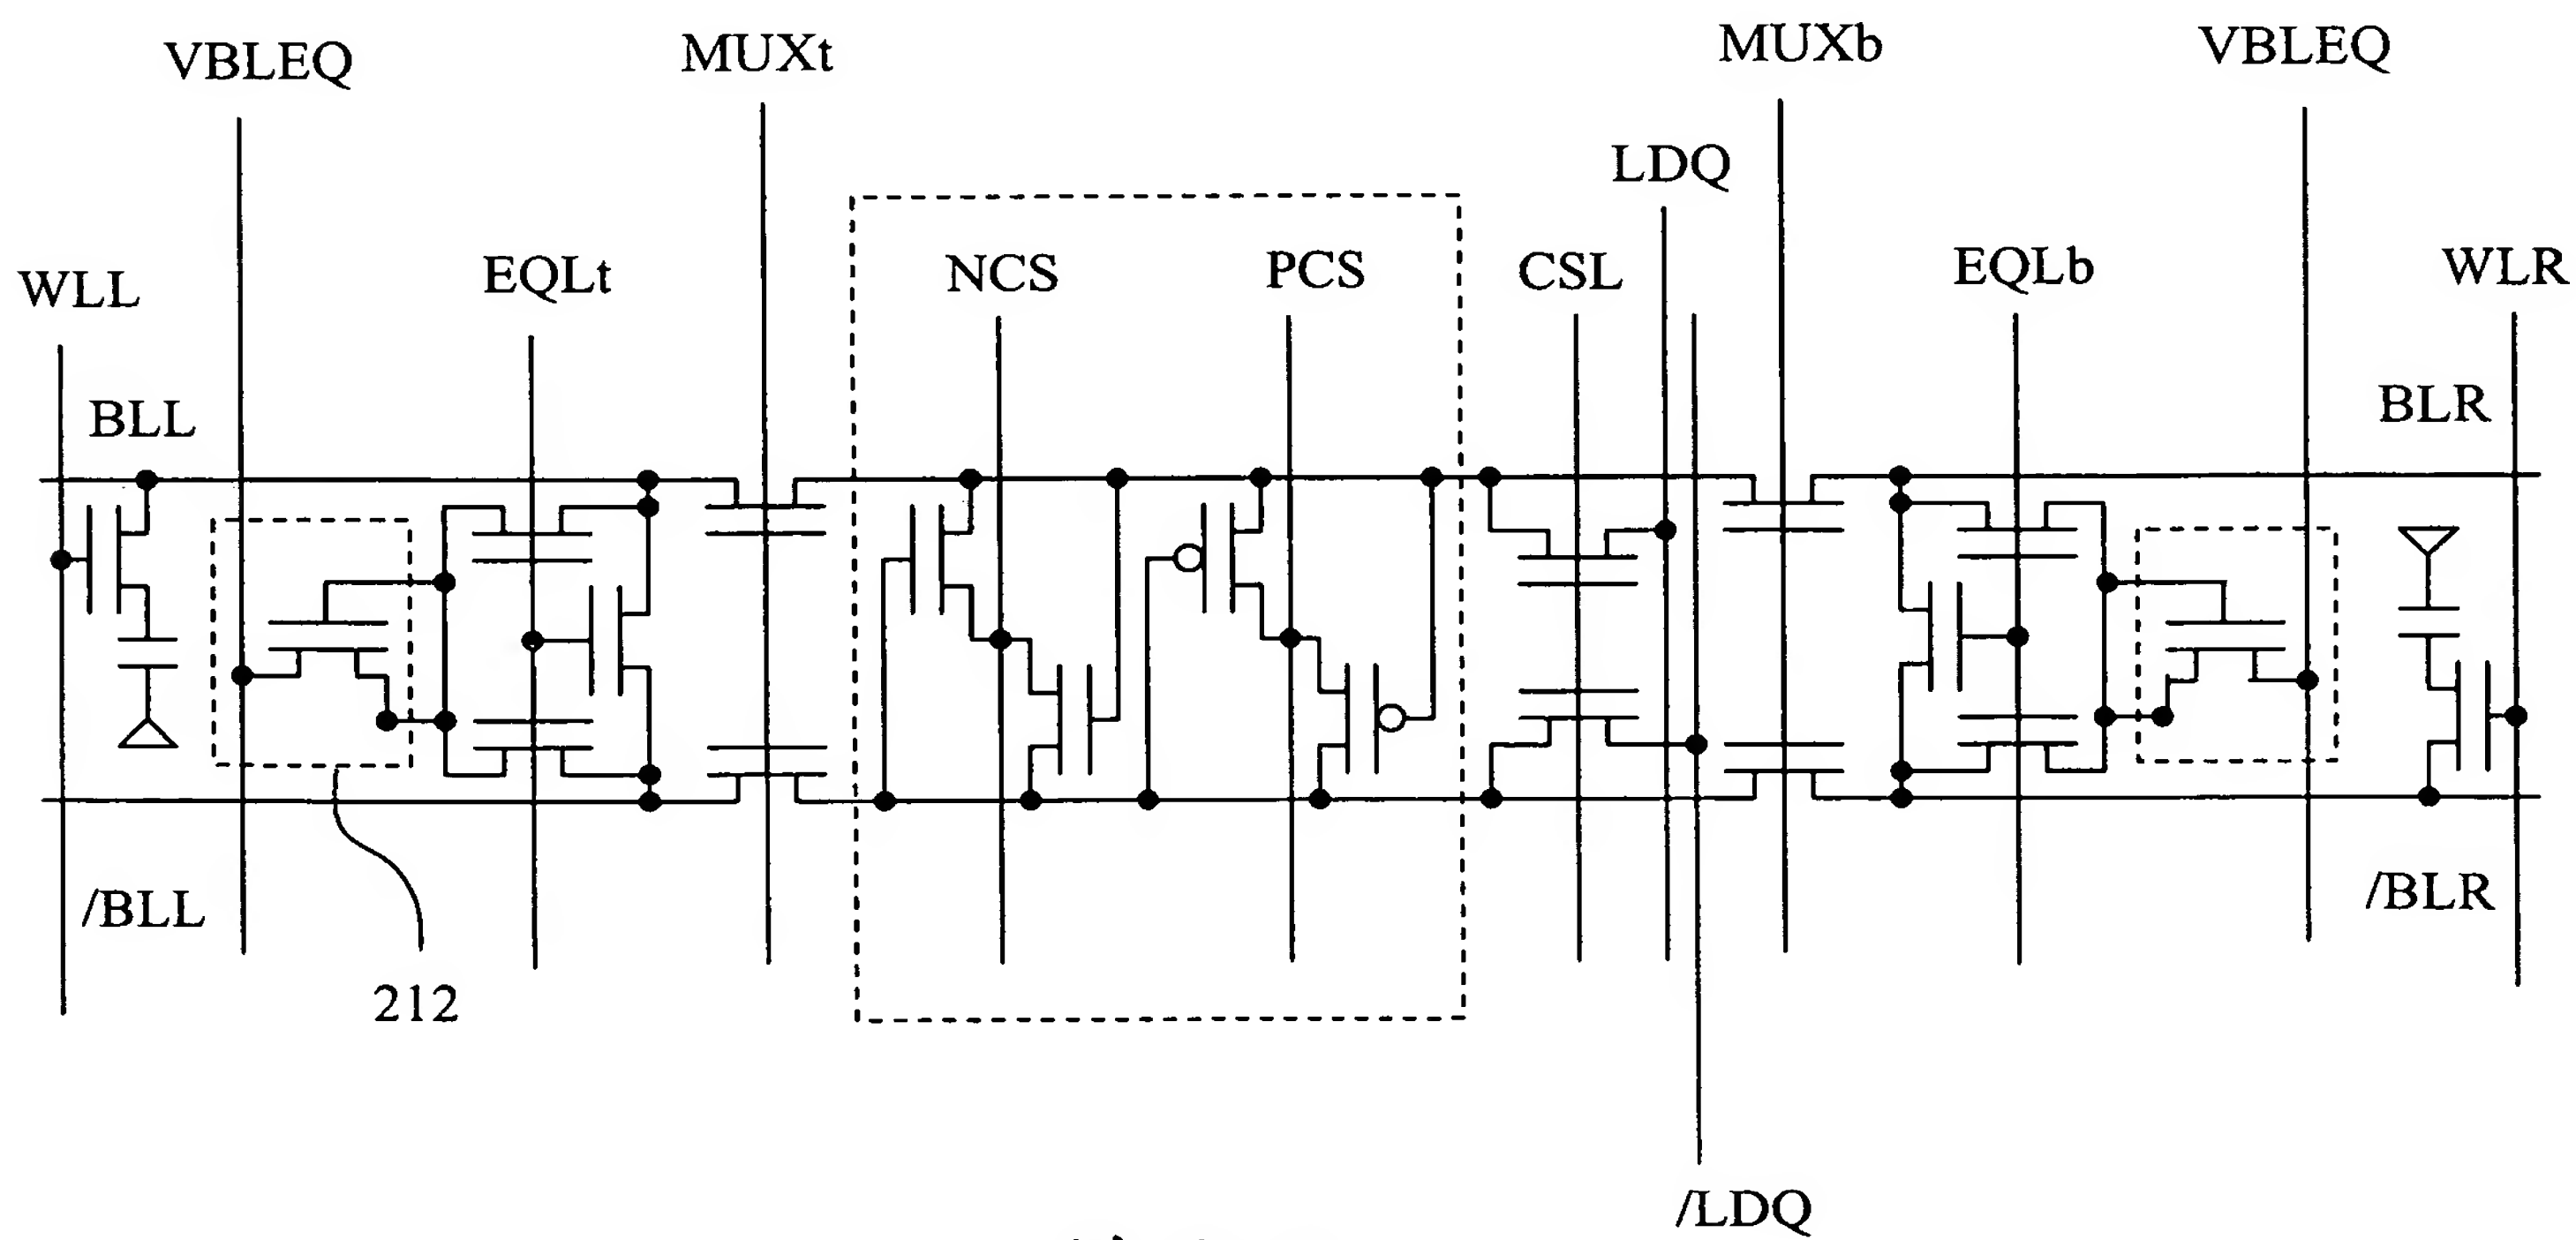 VBLEQ
MUXt
MUXb
VBLEQ
LDQ
WLL
EQLt
NCS
PCS
CSL
EQLb
WLR
BLL
BLR
/BLL
/BLR
212
/LDQ